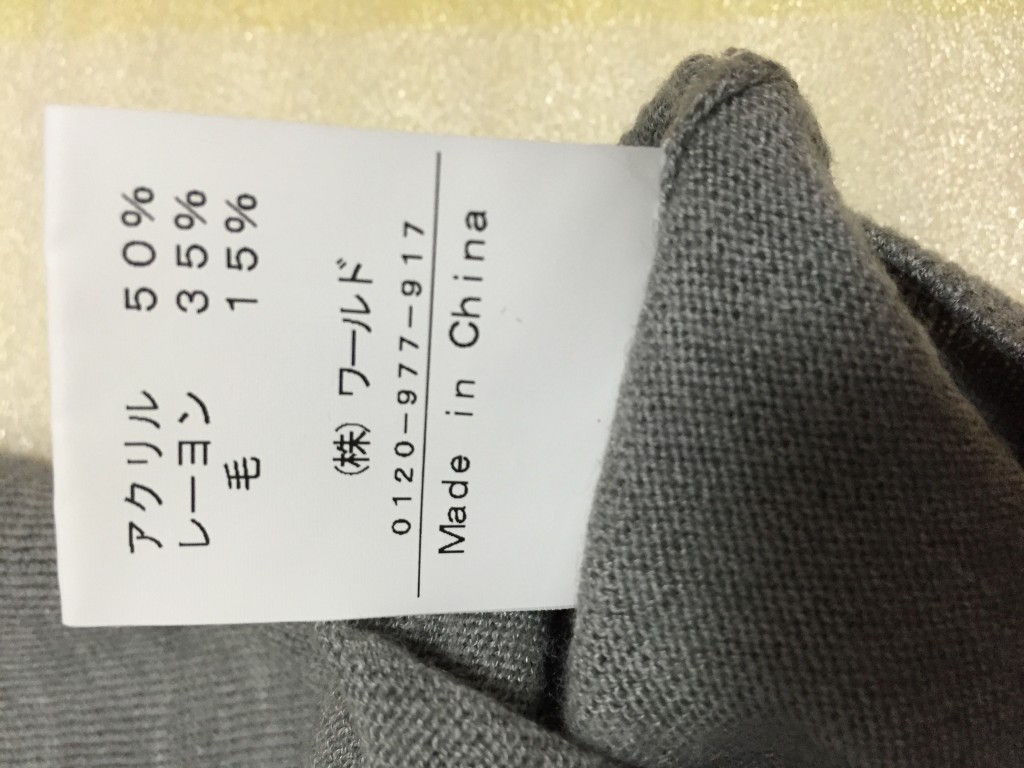 アクリル 50%
レーヨン 35%
毛 15%
(株)ワールド
0120-977-917
Made in China